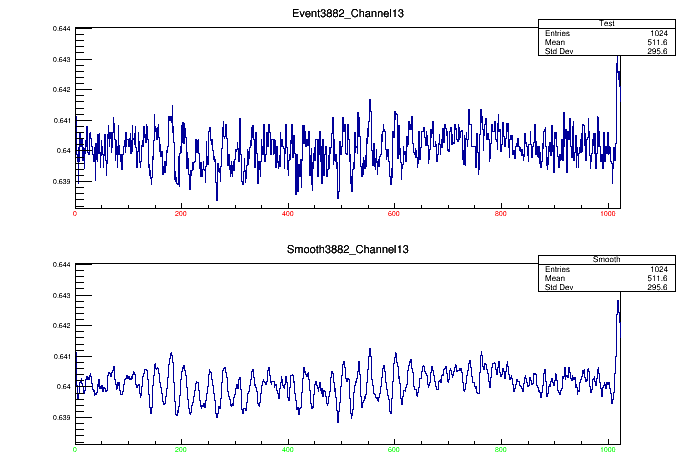 Event3882_Channel13
Test
Entries 1024
Mean 511.6
Std Dev 295.6
0.644
0.643
0.642
0.641
0.64
0.639
0 200 400 600 800 1000
Smooth3882_Channel13
Smooth
Entries 1024
Mean 511.6
Std Dev 295.6
0.644
0.643
0.642
0.641
0.64
0.639
0 200 400 600 800 1000